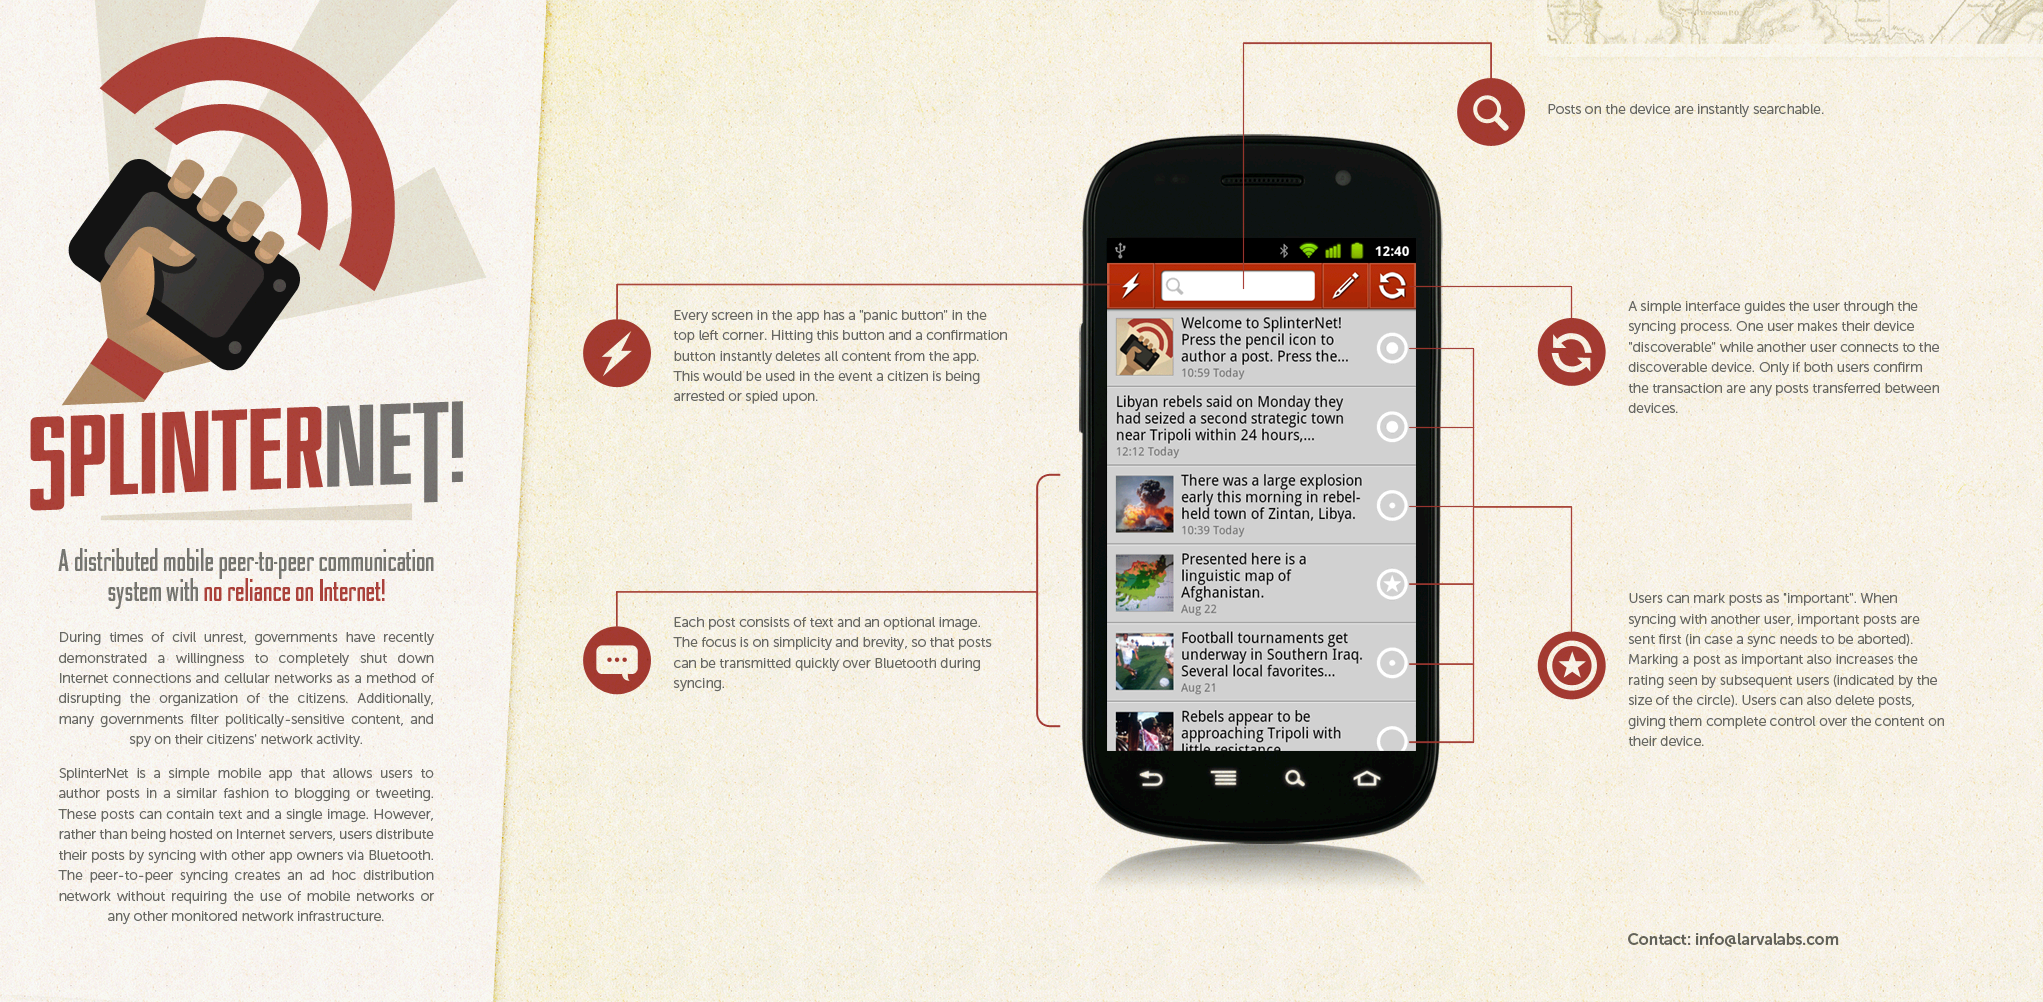 SPLINTERNET!
A distributed mobile peer-to-peer communication
system with no reliance on Internet!
During times of civil unrest, governments have recently
demonstrated a willingness to completely shut down
Internet connections and cellular networks as a method of
disrupting the organization of the citizens. Additionally,
many governments filter politically-sensitive content, and
spy on their citizens' network activity.
SplinterNet is a simple mobile app that allows users to
author posts in a similar fashion to blogging or tweeting.
These posts can contain text and a single image. However,
rather than being hosted on Internet servers, users distribute
their posts by syncing with other app owners via Bluetooth.
The peer-to-peer syncing creates an ad hoc distribution
network without requiring the use of mobile networks or
any other monitored network infrastructure.
Every screen in the app has a "panic button" in the
top left corner. Hitting this button and a confirmation
button instantly deletes all content from the app.
This would be used in the event a citizen is being
arrested or spied upon.
Each post consists of text and an optional image.
The focus is on simplicity and brevity, so that posts
can be transmitted quickly over Bluetooth during
syncing.
12:40
Welcome to SplinterNet!
Press the pencil icon to
author a post. Press the...
10:59 Today
Libyan rebels said on Monday they
had seized a second strategic town
near Tripoli within 24 hours,...
12:12 Today
There was a large explosion
early this morning in rebel-
held town of Zintan, Libya.
10:39 Today
Presented here is a
linguistic map of
Afghanistan.
Aug 22
Football tournaments get
underway in Southern Iraq.
Several local favorites...
Aug 21
Rebels appear to be
approaching Tripoli with
little resistance
Posts on the device are instantly searchable.
A simple interface guides the user through the
syncing process. One user makes their device
"discoverable" while another user connects to the
discoverable device. Only if both users confirm
the transaction are any posts transferred between
devices.
Users can mark posts as "important". When
syncing with another user, important posts are
sent first (in case a sync needs to be aborted).
Marking a post as important also increases the
rating seen by subsequent users (indicated by the
size of the circle). Users can also delete posts,
giving them complete control over the content on
their device.
Contact: info@larvalabs.com